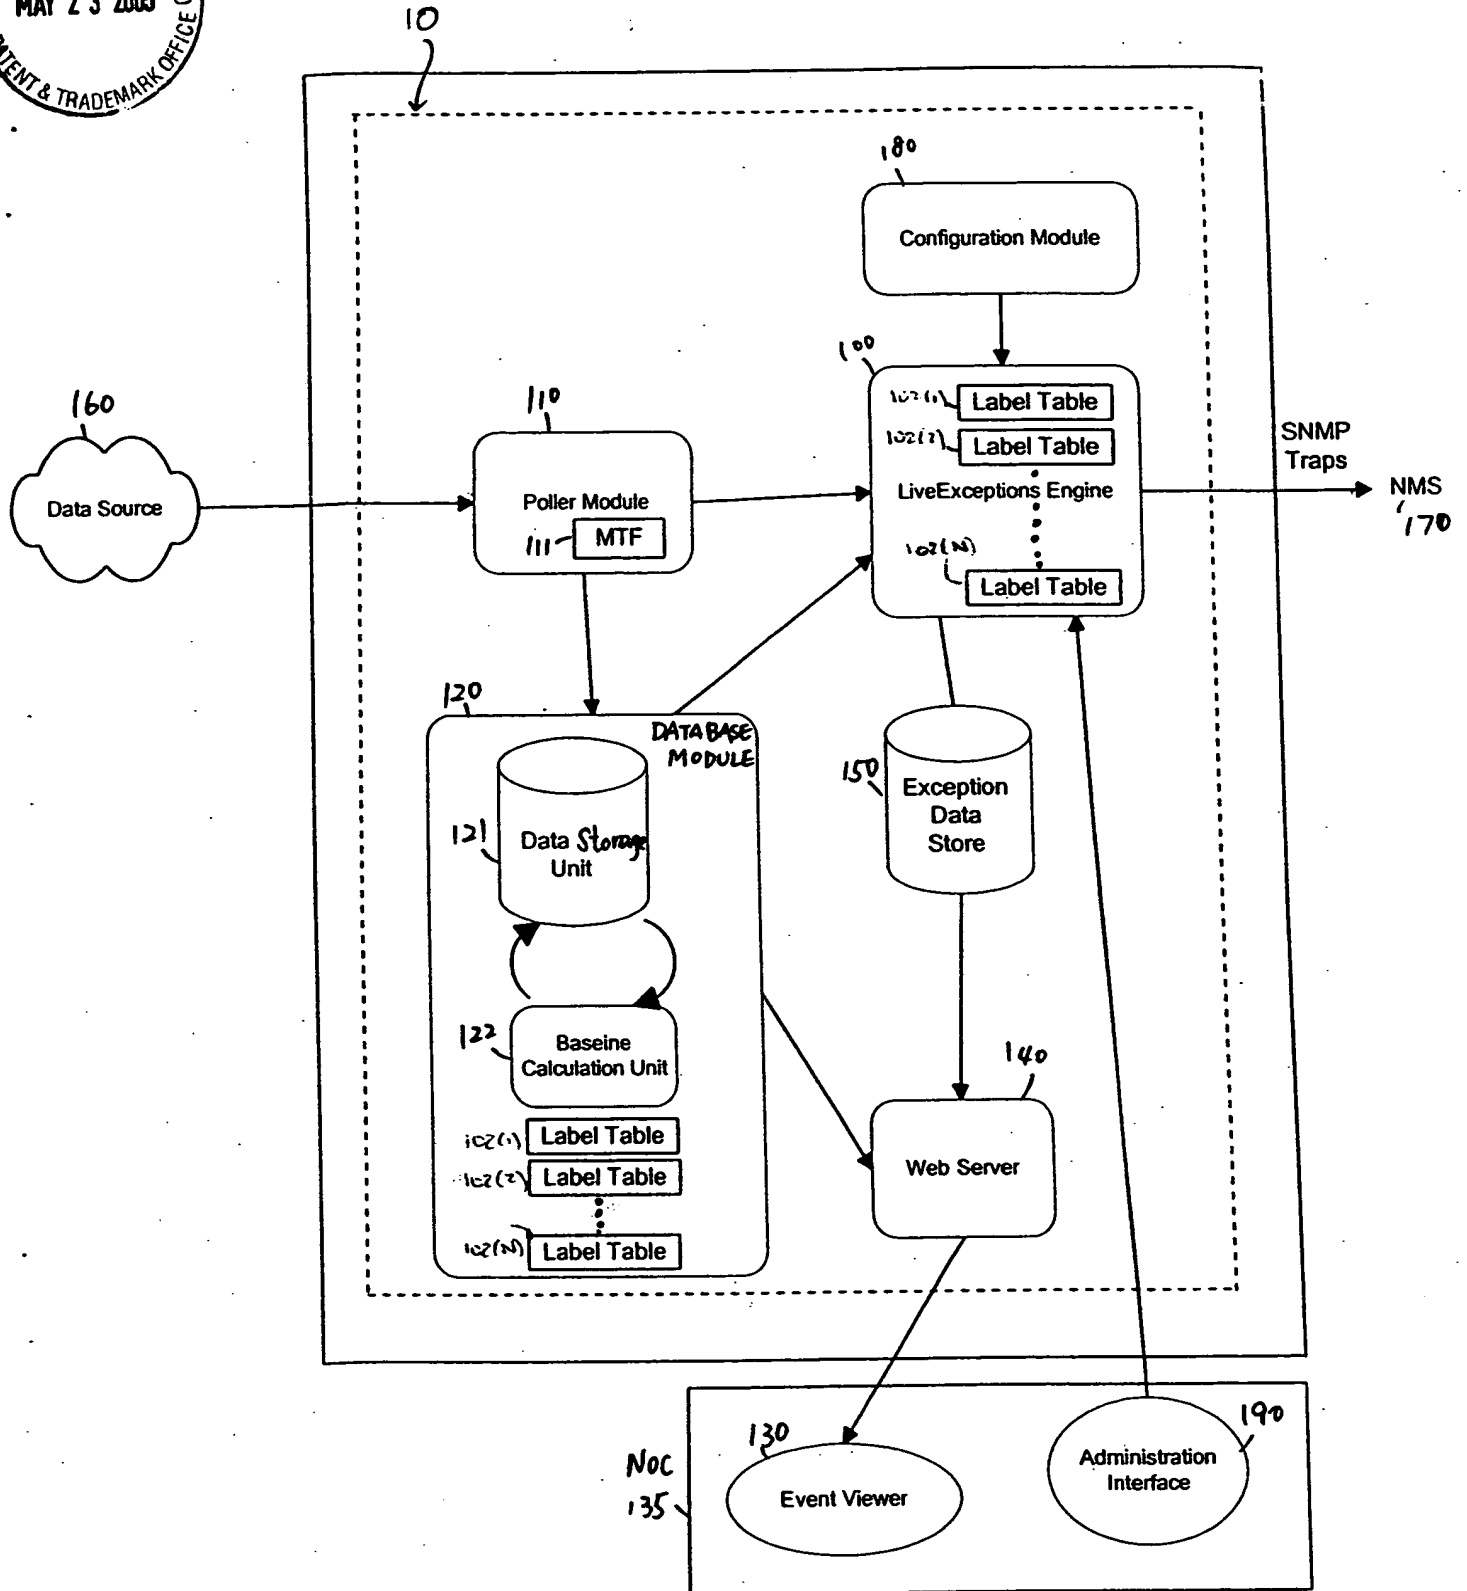 MAY 23 2005
PATENT & TRADEMARK OFFICE
10
180
Configuration Module
100
102(1)
Label Table
102(2)
Label Table
LiveExceptions Engine
102(N)
Label Table
SNMP
Traps
NMS
170
160
Data Source
110
Poller Module
111
MTF
120
DATABASE
MODULE
121
Data Storage
Unit
150
Exception
Data
Store
122
Baseine
Calculation Unit
102(1)
Label Table
102(2)
Label Table
102(N)
Label Table
140
Web Server
NOC
135
130
Event Viewer
190
Administration
Interface